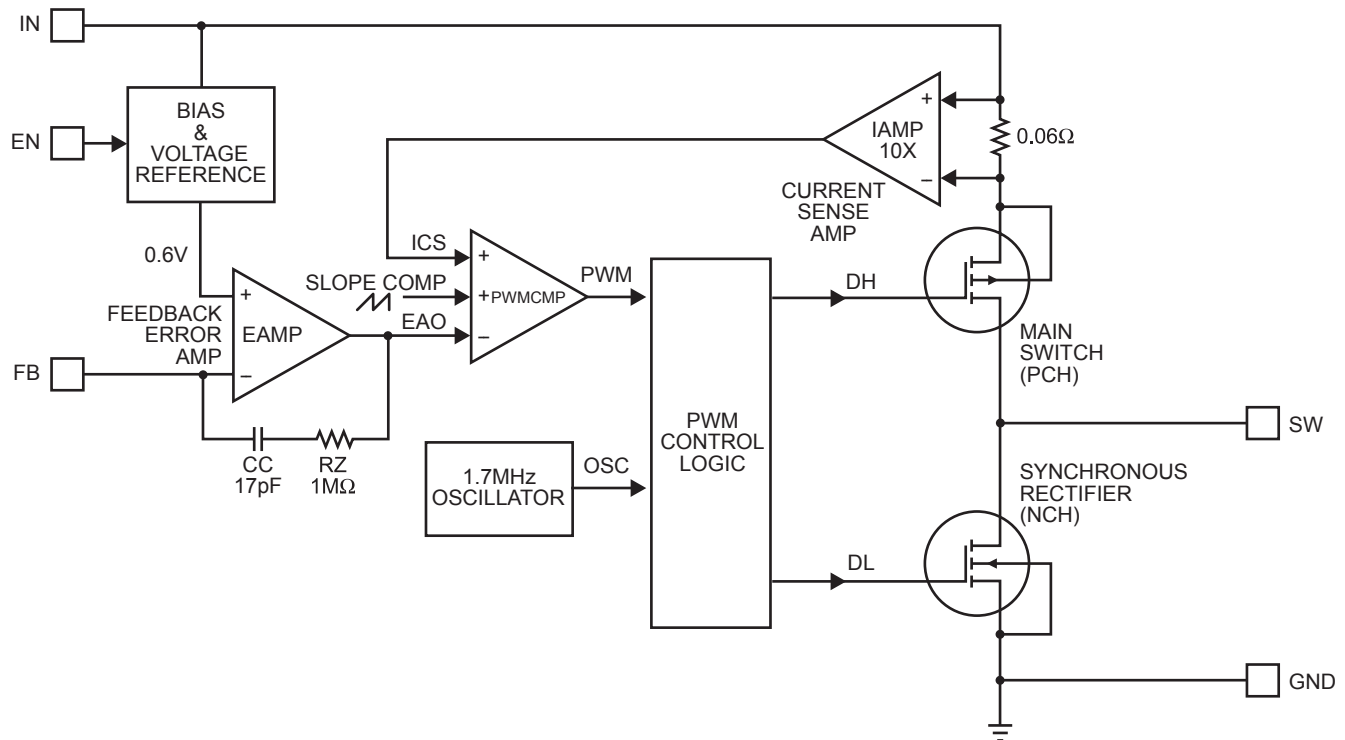 IN
BIAS
&
VOLTAGE
REFERENCE
EN
+
IAMP
10X
–
0.06Ω
CURRENT
SENSE
AMP
0.6V
ICS
+
SLOPE COMP
+PWMCMP
EAO
–
PWM
DH
FEEDBACK
ERROR
AMP
+
EAMP
–
FB
MAIN
SWITCH
(PCH)
CC
17pF
RZ
1MΩ
PWM
CONTROL
LOGIC
SW
1.7MHz
OSCILLATOR
OSC
SYNCHRONOUS
RECTIFIER
(NCH)
DL
GND